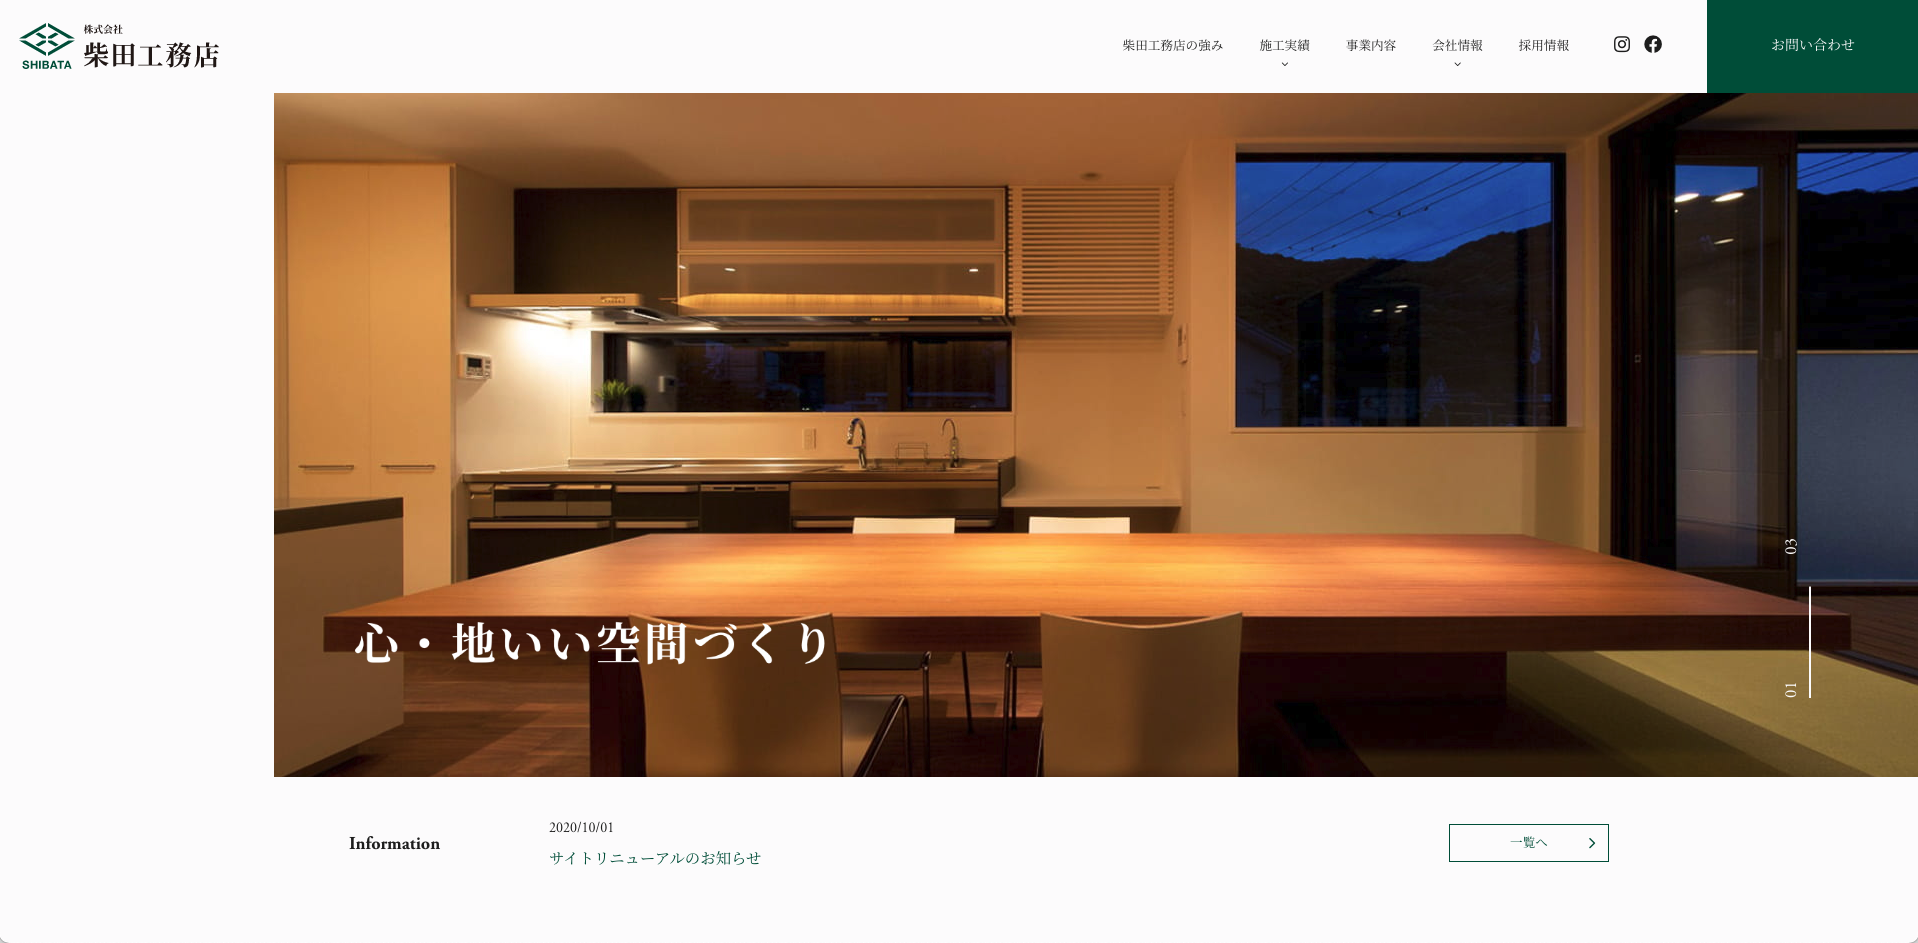 株式会社
柴田工務店
SHIBATA
柴田工務店の強み
施工実績
事業内容
会社情報
採用情報
お問い合わせ
心・地いい空間づくり
03
01
Information
2020/10/01
サイトリニューアルのお知らせ
一覧へ